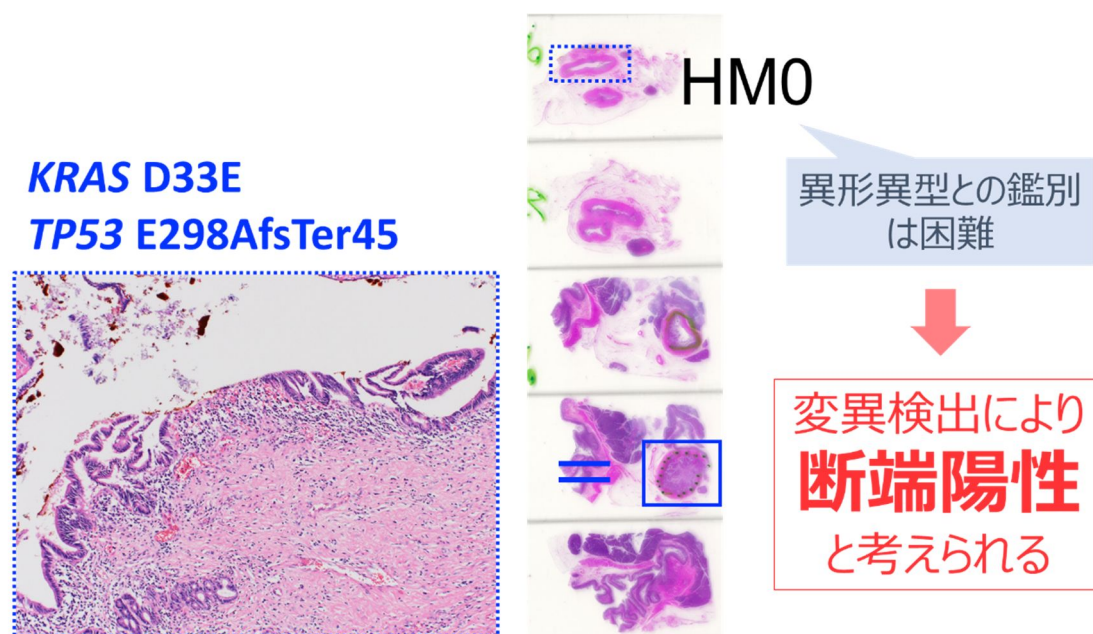 HM0
KRAS D33E
TP53 E298AfsTer45
異形異型との鑑別
は困難
変異検出により
断端陽性
と考えられる